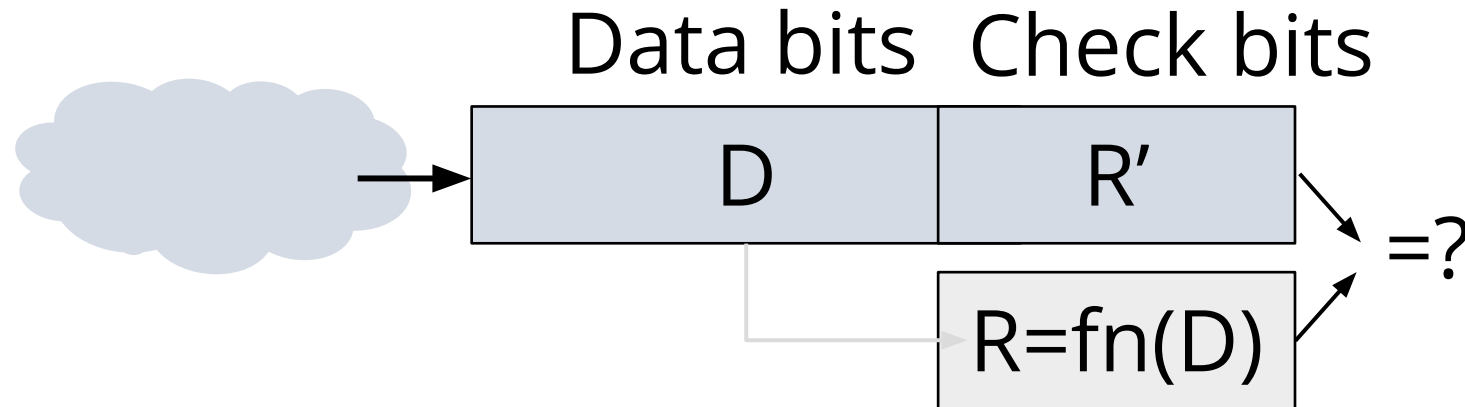 Data bits Check bits
D R’
=?
R=fn(D)